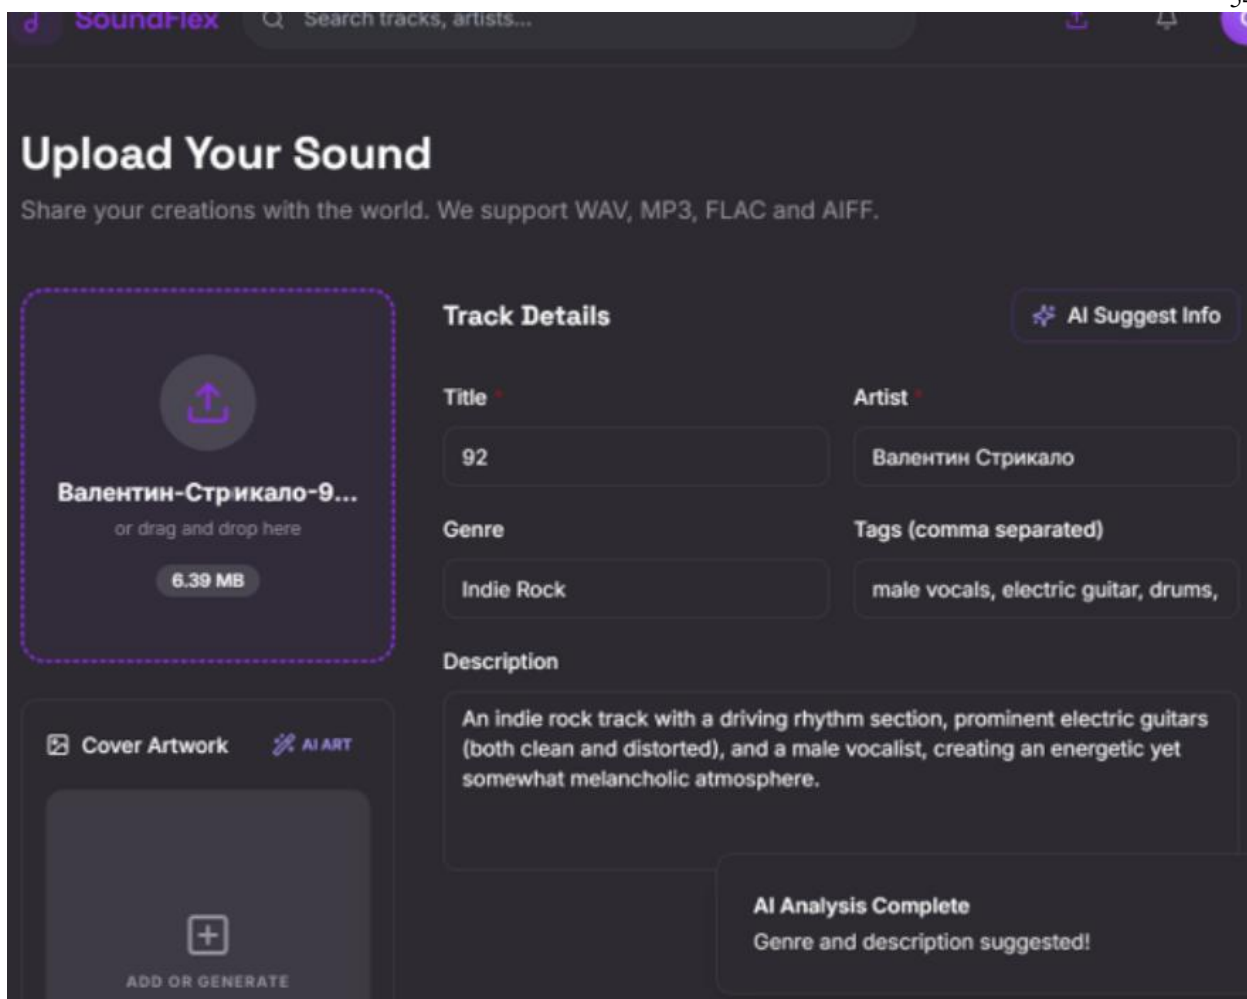 SoundFlex
Search tracks, artists...
Upload Your Sound
Share your creations with the world. We support WAV, MP3, FLAC and AIFF.
Валентин-Стрикало-9...
or drag and drop here
6.39 MB
Cover Artwork
AI ART
ADD OR GENERATE
Track Details
AI Suggest Info
Title *
Artist *
92
Валентин Стрикало
Genre
Tags (comma separated)
Indie Rock
male vocals, electric guitar, drums,
Description
An indie rock track with a driving rhythm section, prominent electric guitars
(both clean and distorted), and a male vocalist, creating an energetic yet
somewhat melancholic atmosphere.
AI Analysis Complete
Genre and description suggested!